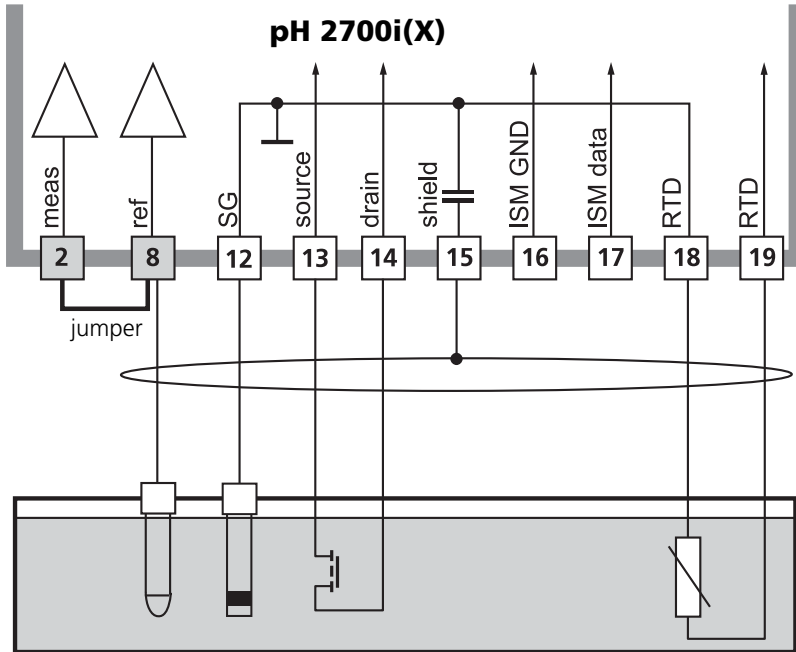 pH 2700i(X)
meas
ref
SG
source
drain
shield
ISM GND
ISM data
RTD
RTD
2
8
12
13
14
15
16
17
18
19
jumper